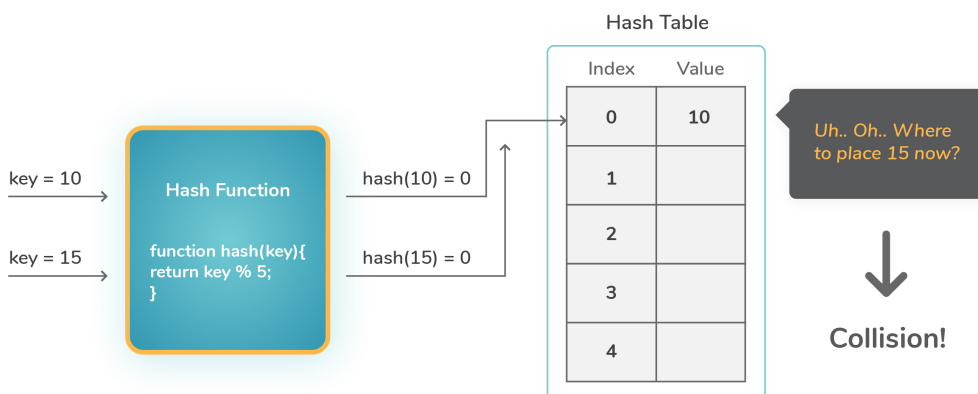 Hash Table
Index Value
key = 10
Hash Function
hash(10) = 0
0 10
Uh.. Oh.. Where
to place 15 now?
1
key = 15
function hash(key){
return key % 5;
}
hash(15) = 0
2
3
4
Collision!